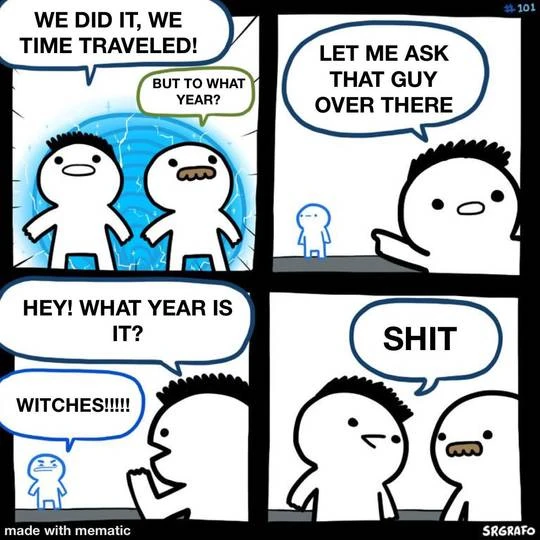 WE DID IT, WE
TIME TRAVELED!
BUT TO WHAT
YEAR?
#101
LET ME ASK
THAT GUY
OVER THERE
HEY! WHAT YEAR IS
IT?
WITCHES!!!!!
SHIT
made with mematic
SRGRAFO